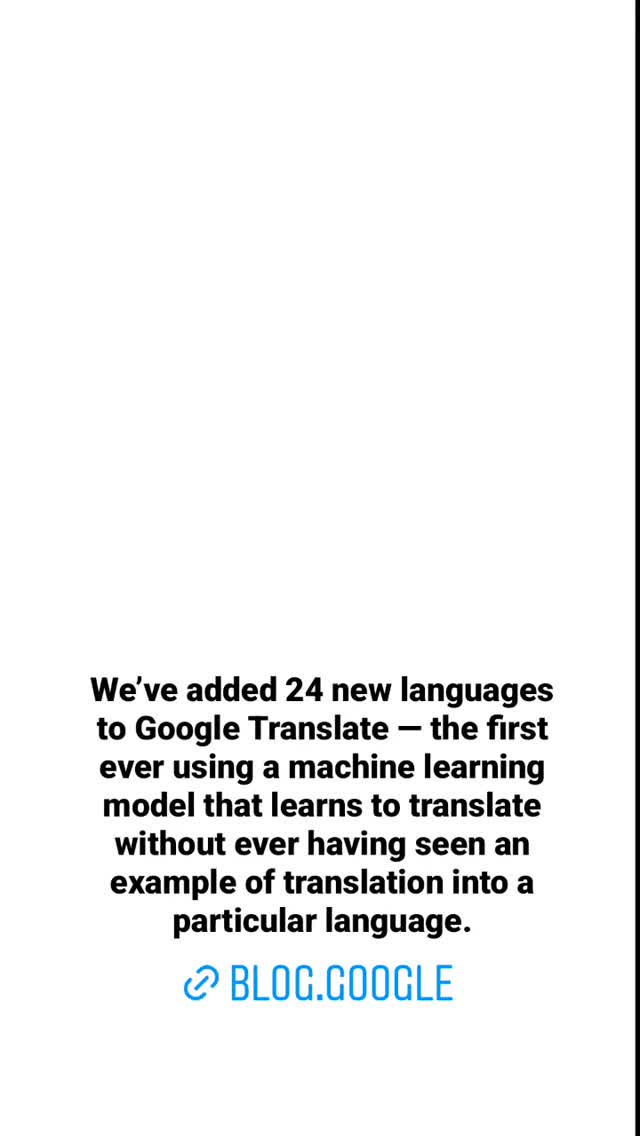 We’ve added 24 new languages
to Google Translate — the first
ever using a machine learning
model that learns to translate
without ever having seen an
example of translation into a
particular language.
BLOG.GOOGLE